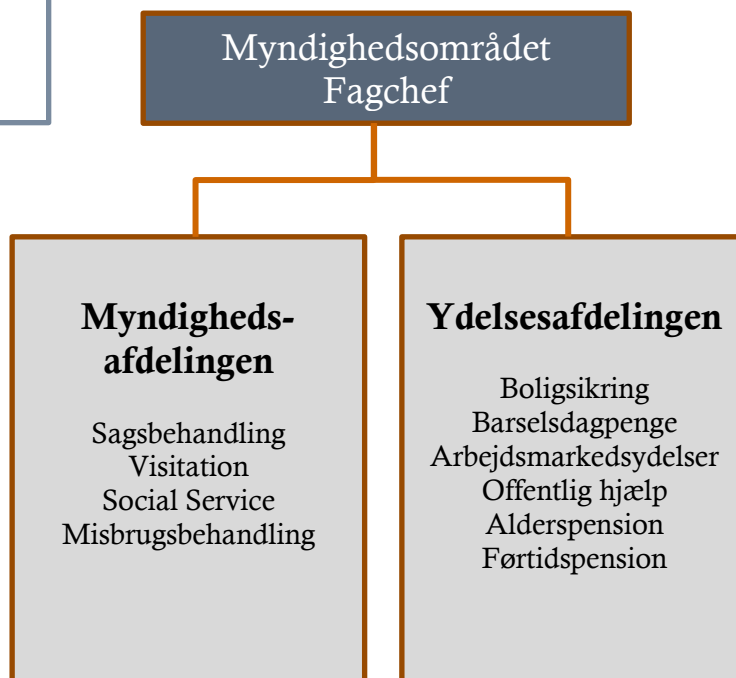 Myndighedsområdet
Fagchef
Myndigheds-
afdelingen
Sagsbehandling
Visitation
Social Service
Misbrugsbehandling
Ydelsesafdelingen
Boligsikring
Barselsdagpenge
Arbejdsmarkedsydelser
Offentlig hjælp
Alderspension
Førtidspension